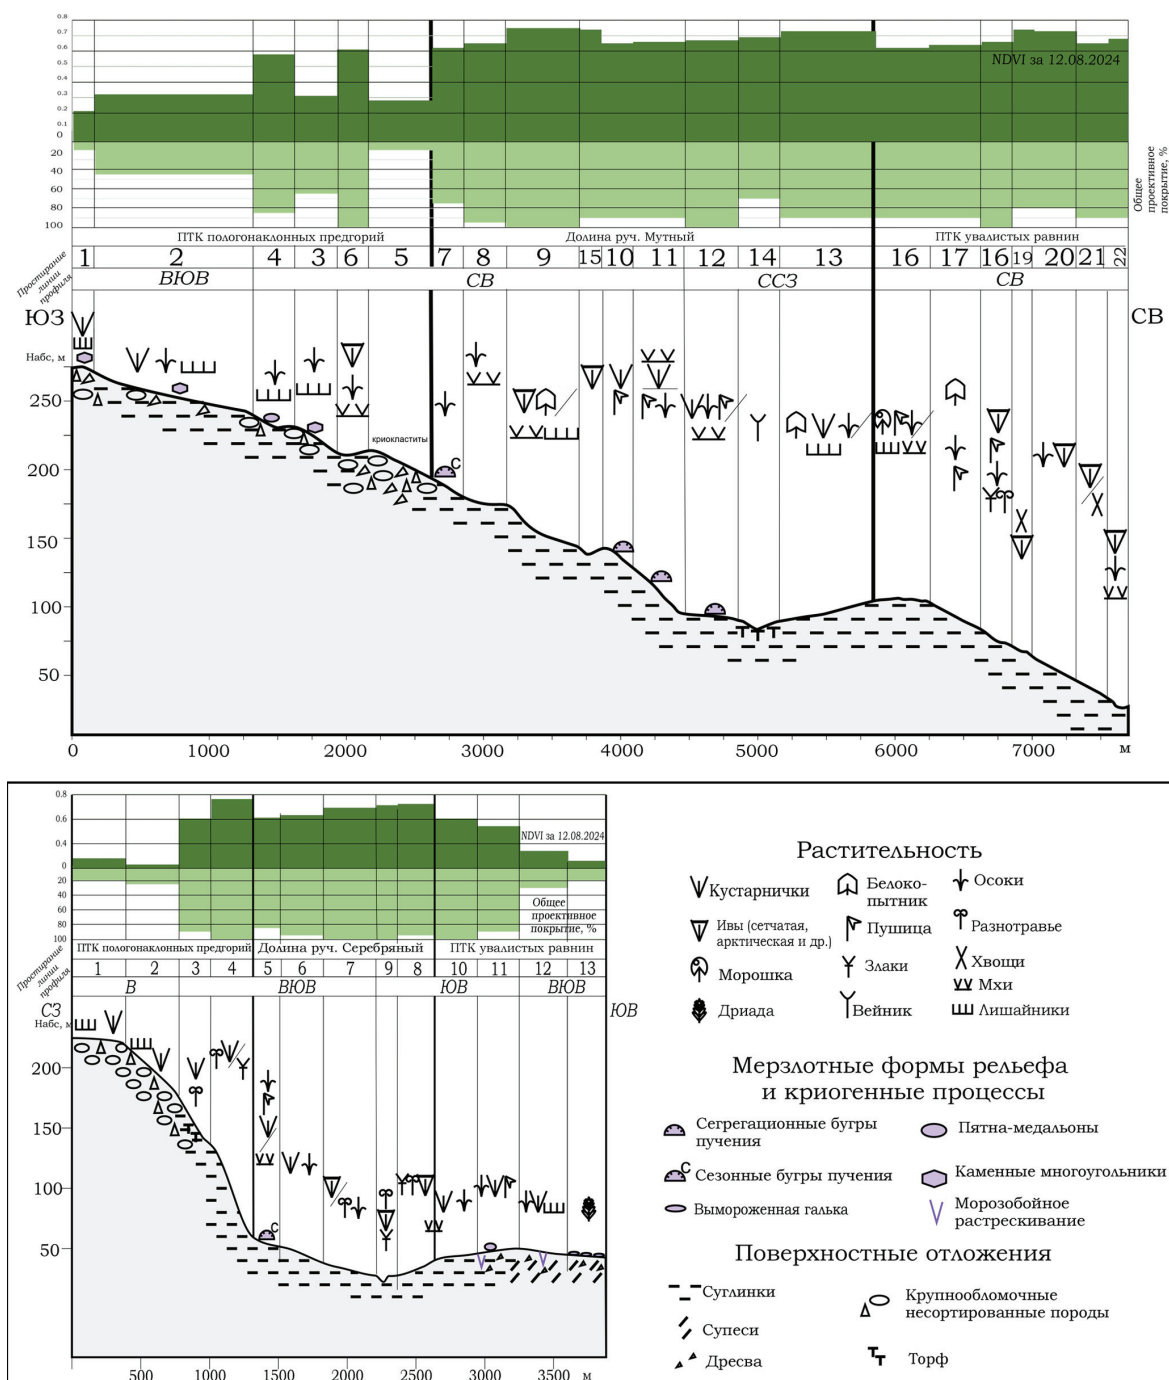 0.8
0.7
0.6
0.5
0.4
0.3
0.2
0.1
0
NDVI за 12.08.2024
20
40
60
80
100
Общее
проективное
покрытие, %
ПТК пологонаклонных предгорий
Долина руч. Мутный
ПТК увалистых равнин
Простирание
линии
профиля
1 2 4 3 6 5 7 8 9 15 10 11 12 14 13 16 17 16 19 20 21 22
ВЮВ СВ ССЗ СВ
ЮЗ
СВ
Набс, м
250
200
150
100
50
криокластиты
С
0 1000 2000 3000 4000 5000 6000 7000 м
0.8
0.6
0.4
0
NDVI за 12.08.2024
20
40
60
80
100
Общее
проективное
покрытие, %
ПТК пологонаклонных предгорий
Долина руч. Серебряный
ПТК увалистых равнин
Простирание
линии
профиля
1 2 3 4 5 6 7 9 8 10 11 12 13
В ВЮВ ЮВ ВЮВ
СЗ
ЮВ
Набс, м
200
150
100
50
С
500 1000 1500 2000 2500 3000 3500 м
Растительность
Кустарнички
Ивы (сетчатая,
арктическая и др.)
Морошка
Дриада
Белоко-
пытник
Пушица
Злаки
Вейник
Осоки
Разнотравье
Хвощи
Мхи
Лишайники
Мерзлотные формы рельефа
и криогенные процессы
Сегрегационные бугры
пучения
С
Сезонные бугры пучения
Вымороженная галька
Пятна-медальоны
Каменные многоугольники
Морозобойное
растрескивание
Поверхностные отложения
Суглинки
Супеси
Дресва
Крупнообломочные
несортированные породы
Торф